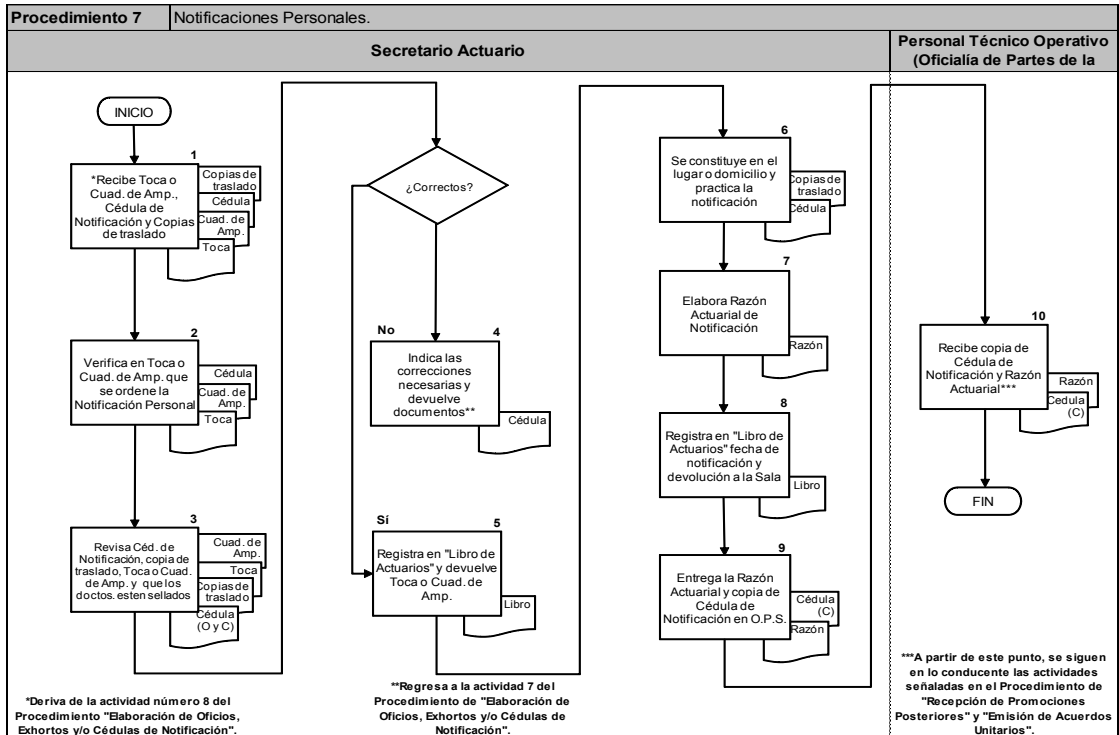 Procedimiento 7
Notificaciones Personales.
Secretario Actuario
Personal Técnico Operativo
(Oficialía de Partes de la
INICIO
1
*Recibe Toca o
Cuad. de Amp.,
Cédula de
Notificación y Copias
de traslado
Copias de
traslado
Cédula
Cuad. de
Amp.
Toca
2
Verifica en Toca o
Cuad. de Amp. que
se ordene la
Notificación Personal
Cédula
Cuad. de
Amp.
Toca
3
Revisa Céd. de
Notificación, copia de
traslado, Toca o Cuad.
de Amp. y que los
doctos. esten sellados
Cuad. de
Amp.
Toca
Copias de
traslado
Cédula
(O y C)
*Deriva de la actividad número 8 del
Procedimiento "Elaboración de Oficios,
Exhortos y/o Cédulas de Notificación".
¿Correctos?
No
4
Indica las
correcciones
necesarias y
devuelve
documentos**
Cédula
Sí
5
Registra en "Libro de
Actuarios" y devuelve
Toca o Cuad. de
Amp.
Libro
**Regresa a la actividad 7 del
Procedimiento de "Elaboración de
Oficios, Exhortos y/o Cédulas de
Notificación".
6
Se constituye en el
lugar o domicilio y
practica la
notificación
Copias de
traslado
Cédula
7
Elabora Razón
Actuarial de
Notificación
Razón
8
Registra en "Libro de
Actuarios" fecha de
notificación y
devolución a la Sala
Libro
9
Entrega la Razón
Actuarial y copia de
Cédula de
Notificación en O.P.S.
Cédula
(C)
Razón
10
Recibe copia de
Cédula de
Notificación y Razón
Actuarial***
Razón
Cedula
(C)
FIN
***A partir de este punto, se siguen
en lo conducente las actividades
señaladas en el Procedimiento de
"Recepción de Promociones
Posteriores" y "Emisión de Acuerdos
Unitarios".